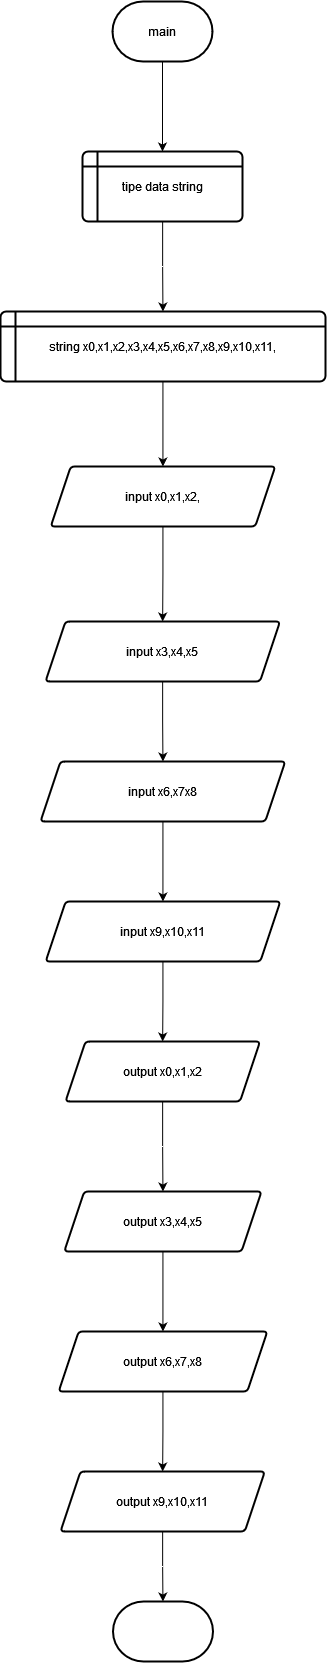 main
tipe data string
string x0,x1,x2,x3,x4,x5,x6,x7,x8,x9,x10,x11,
input x0,x1,x2,
input x3,x4,x5
input x6,x7x8
input x9,x10,x11
output x0,x1,x2
output x3,x4,x5
output x6,x7,x8
output x9,x10,x11